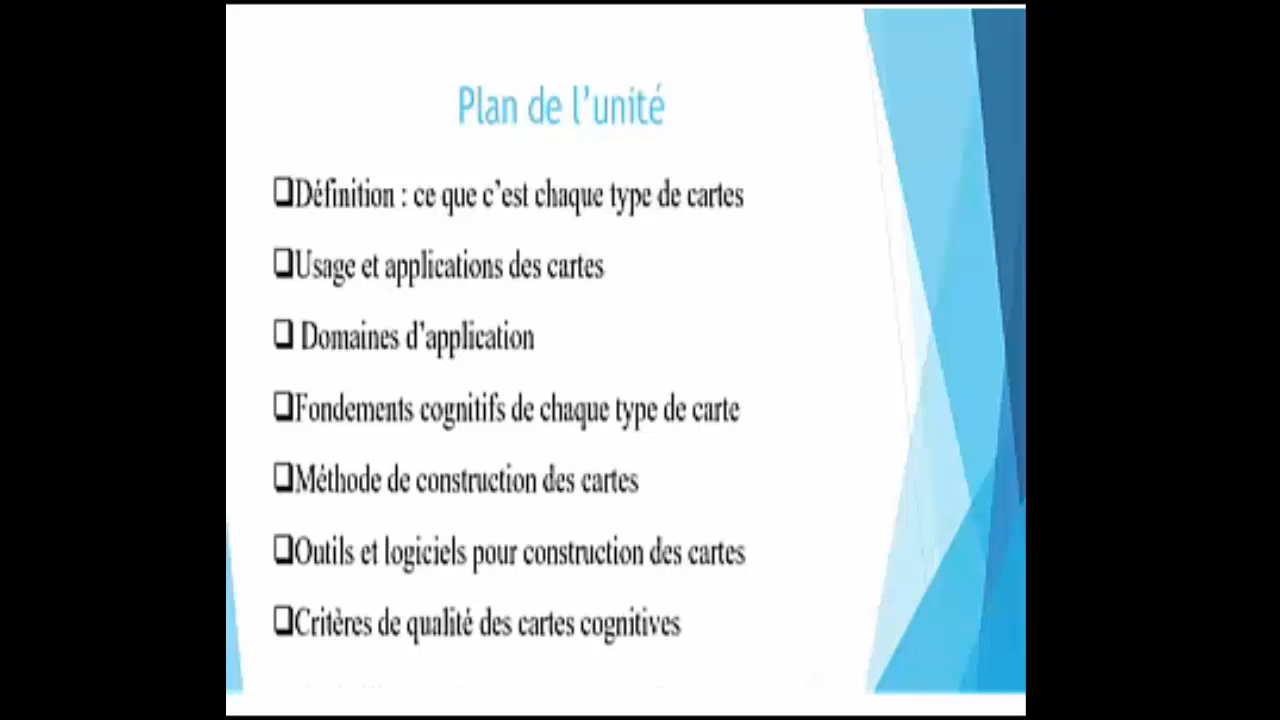 Plan de l’unité
❑Définition : ce que c’est chaque type de cartes
❑Usage et applications des cartes
❑ Domaines d’application
❑Fondements cognitifs de chaque type de carte
❑Méthode de construction des cartes
❑Outils et logiciels pour construction des cartes
❑Critères de qualité des cartes cognitives